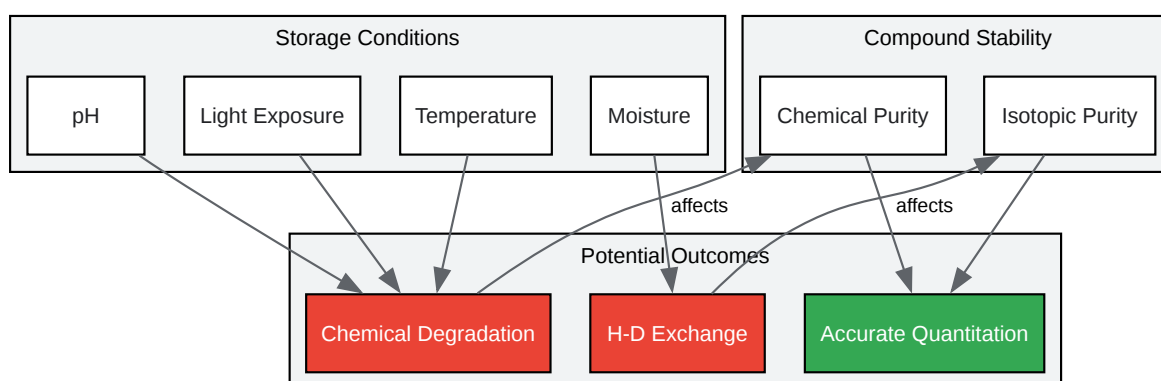 Storage Conditions
Compound Stability
pH
Light Exposure
Temperature
Moisture
Chemical Purity
Isotopic Purity
affects
affects
Potential Outcomes
Chemical Degradation
H-D Exchange
Accurate Quantitation